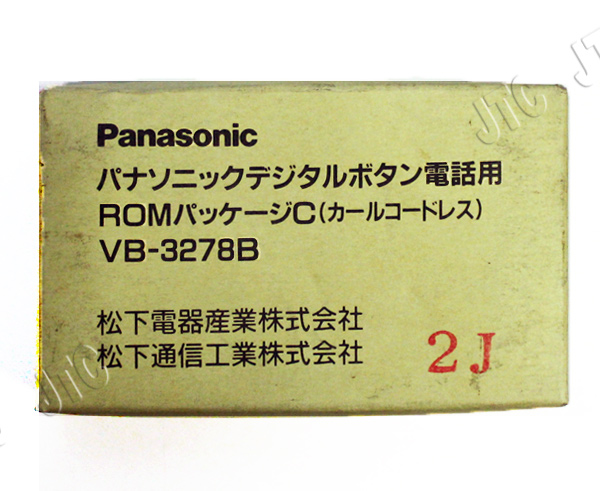 Panasonic
パナソニックデジタルボタン電話用
ROMパッケージC(カールコードレス)
VB-3278B
松下電器産業株式会社
松下通信工業株式会社
2J
JTC
JTC